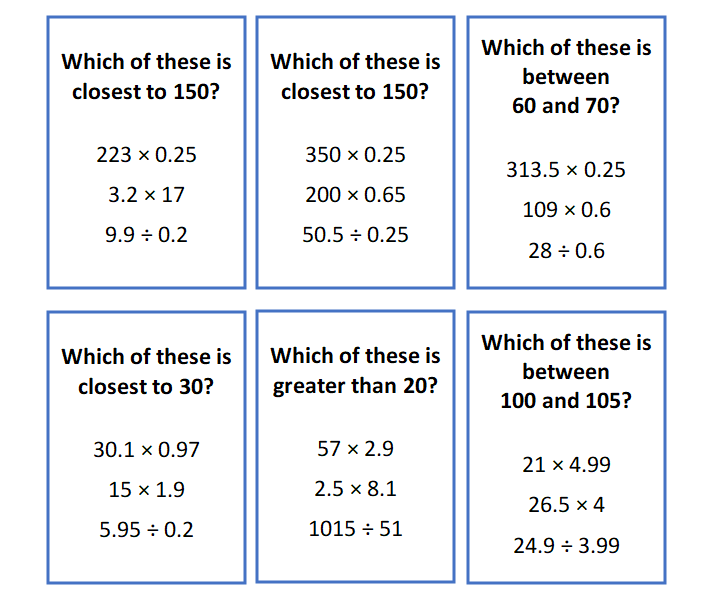 Which of these is
closest to 150?
223 × 0.25
3.2 × 17
9.9 ÷ 0.2
Which of these is
closest to 150?
350 × 0.25
200 × 0.65
50.5 ÷ 0.25
Which of these is
between
60 and 70?
313.5 × 0.25
109 × 0.6
28 ÷ 0.6
Which of these is
closest to 30?
30.1 × 0.97
15 × 1.9
5.95 ÷ 0.2
Which of these is
greater than 20?
57 × 2.9
2.5 × 8.1
1015 ÷ 51
Which of these is
between
100 and 105?
21 × 4.99
26.5 × 4
24.9 ÷ 3.99